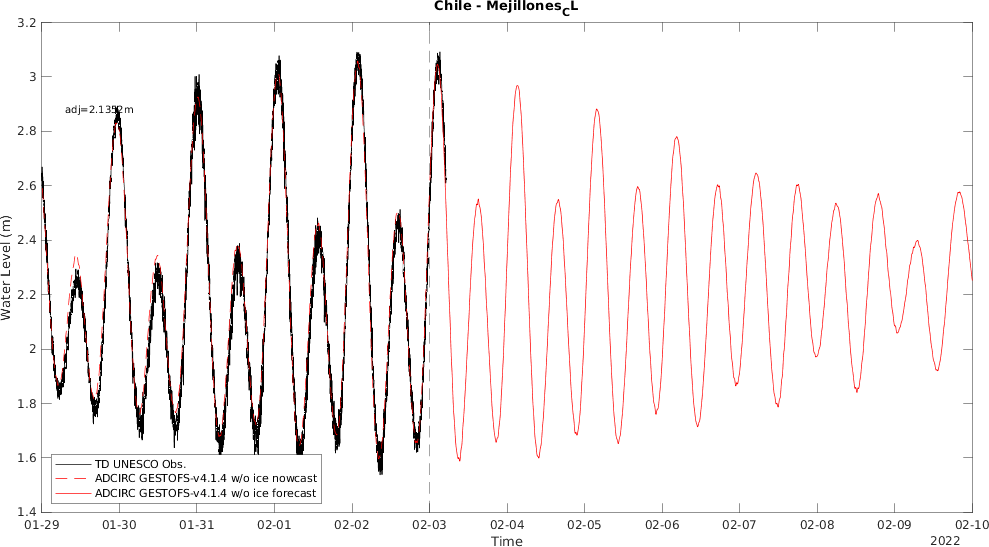 Chile - Mejillones_CL
3.2
3
2.8
2.6
2.4
2.2
2
1.8
1.6
1.4
Water Level (m)
adj=2.1352m
TD UNESCO Obs.
ADCIRC GESTOFS-v4.1.4 w/o ice nowcast
ADCIRC GESTOFS-v4.1.4 w/o ice forecast
01-29 01-30 01-31 02-01 02-02 02-03 02-04 02-05 02-06 02-07 02-08 02-09 02-10
Time
2022